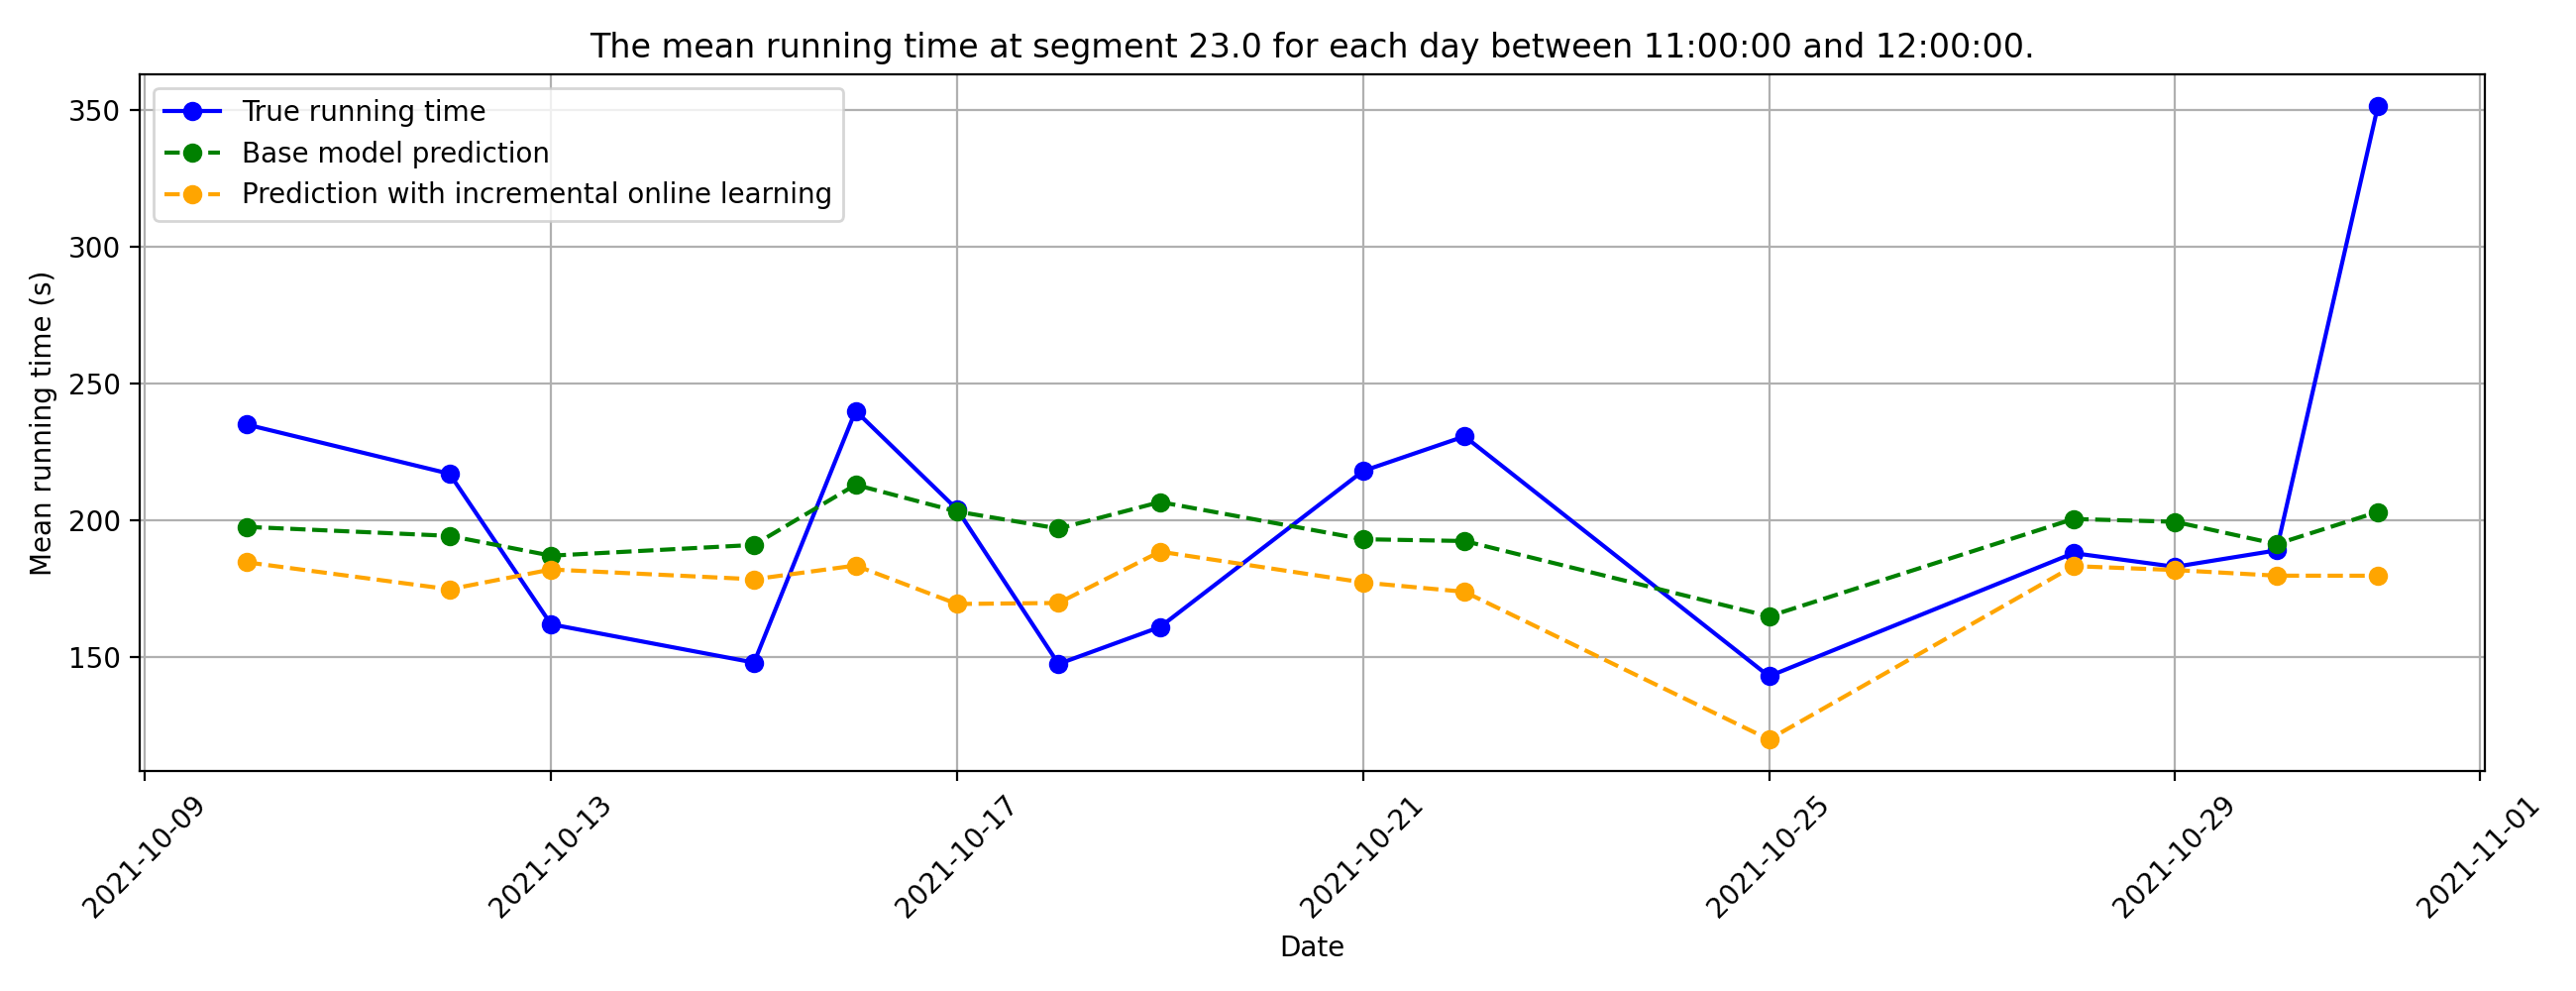 The mean running time at segment 23.0 for each day between 11:00:00 and 12:00:00.
True running time
Base model prediction
Prediction with incremental online learning
Mean running time (s)
350
300
250
200
150
2021-10-09
2021-10-13
2021-10-17
2021-10-21
2021-10-25
2021-10-29
2021-11-01
Date